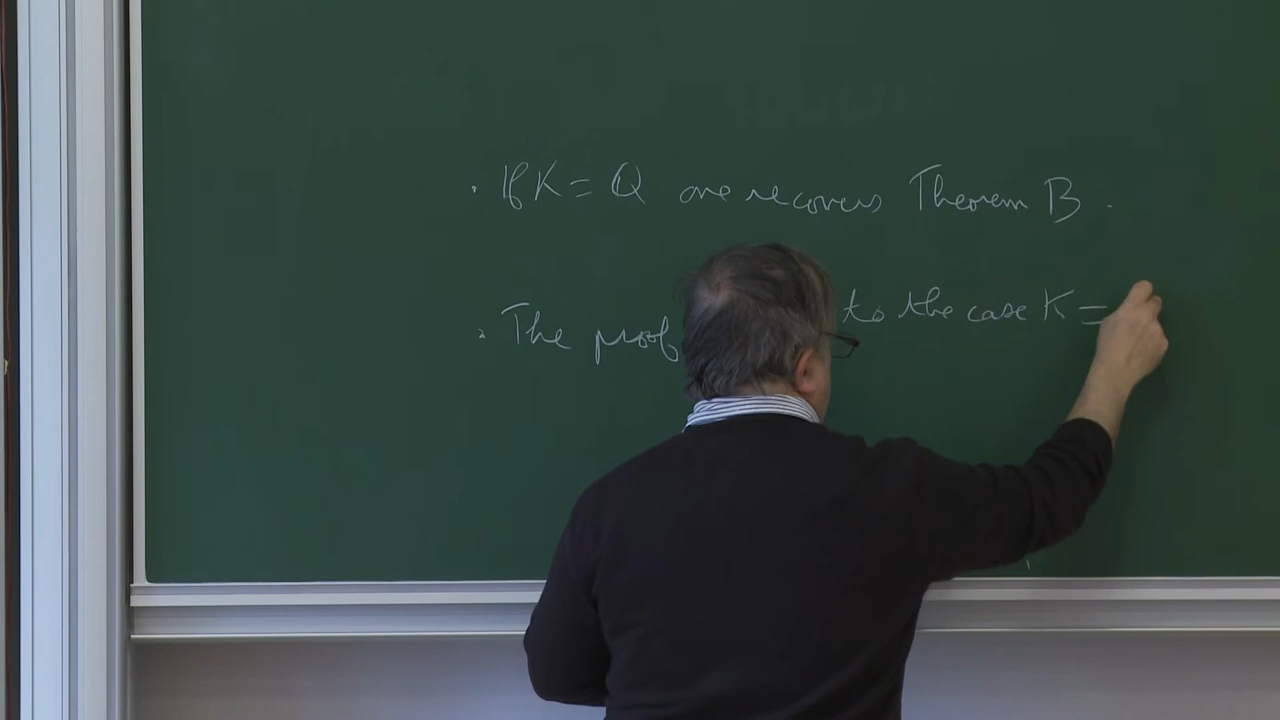 · If K = Q one recovers Theorem B.
· The proof to the case K =